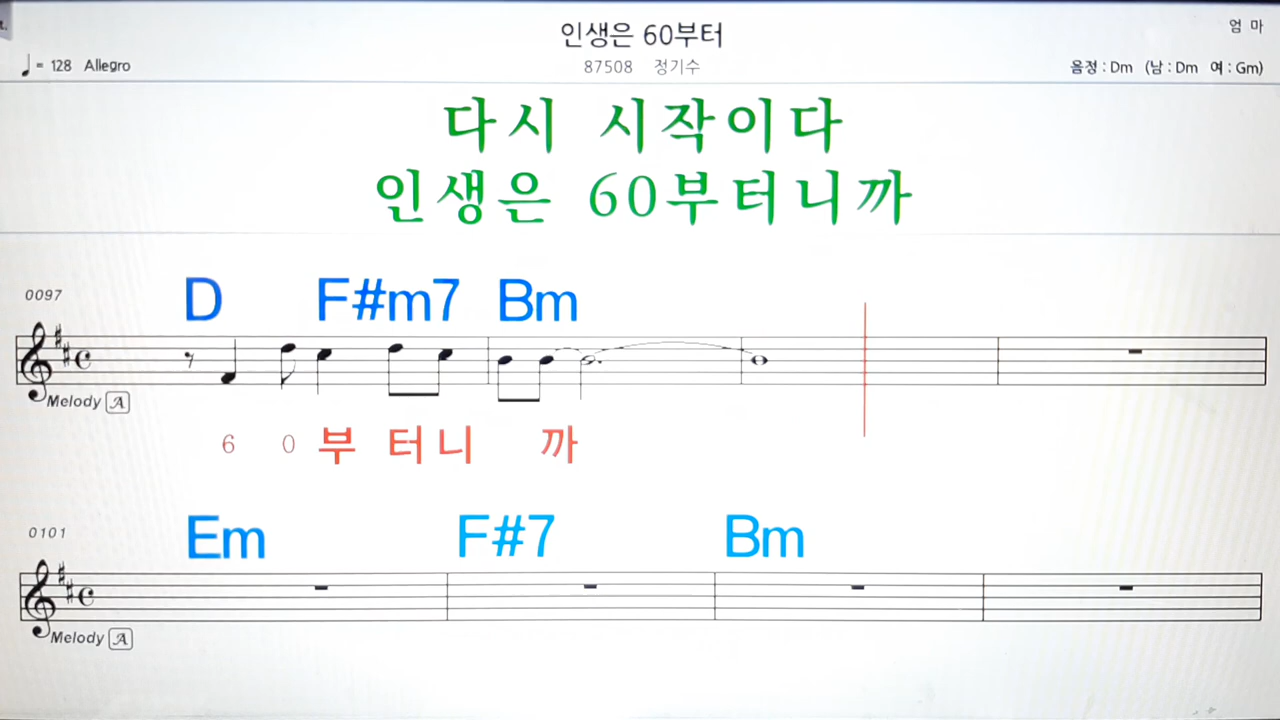 인생은 60부터
엄 마
♩ = 128 Allegro
87508 정기수
음정 : Dm (남 : Dm 여 : Gm)
다시 시작이다
인생은 60부터니까
0097
D F#m7 Bm
Melody A
6 0 부 터 니 까
0101
Em F#7 Bm
Melody A